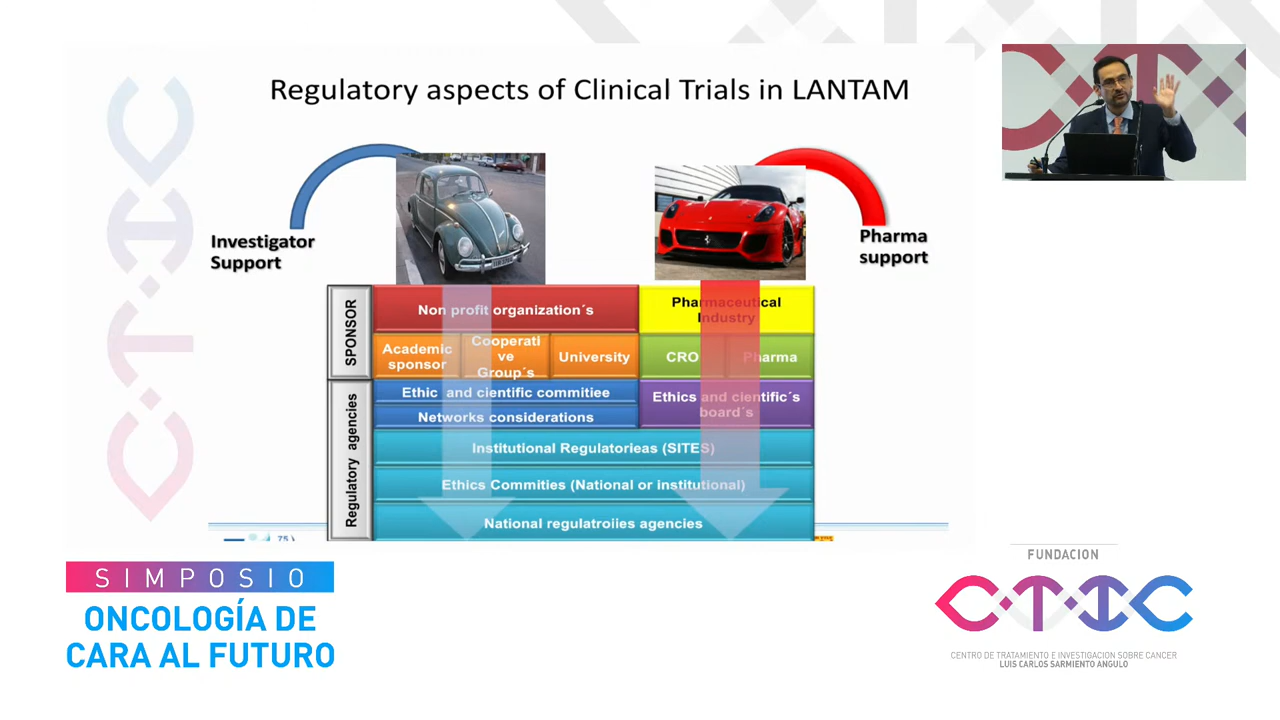 Regulatory aspects of Clinical Trials in LANTAM
Investigator
Support
Pharma
support
SPONSOR
Non profit organization´s
Pharmaceutical
Industry
Academic
sponsor
Cooperati
ve
Group´s
University
CRO
Pharma
Regulatory agencies
Ethic and cientific commitiee
Networks considerations
Ethics and cientific´s
board´s
Institutional Regulatorieas (SITES)
Ethics Commities (National or institutional)
National regulatroiies agencies
75
SIMPOSIO
ONCOLOGÍA DE
CARA AL FUTURO
FUNDACION
CTIC
CENTRO DE TRATAMIENTO E INVESTIGACION SOBRE CANCER
LUIS CARLOS SARMIENTO ANGULO